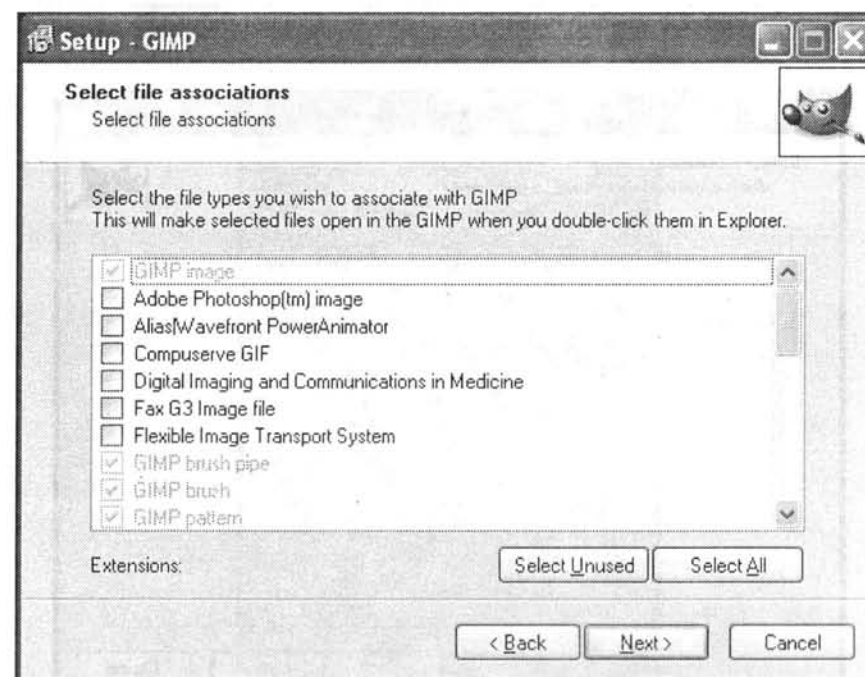 Setup - GIMP
Select file associations
Select file associations
Select the file types you wish to associate with GIMP
This will make selected files open in the GIMP when you double-click them in Explorer.
GIMP image
Adobe Photoshop(tm) image
Alias|Wavefront PowerAnimator
Compuserve GIF
Digital Imaging and Communications in Medicine
Fax G3 Image file
Flexible Image Transport System
GIMP brush pipe
GIMP brush
GIMP pattern
Extensions:
Select Unused
Select All
< Back
Next >
Cancel